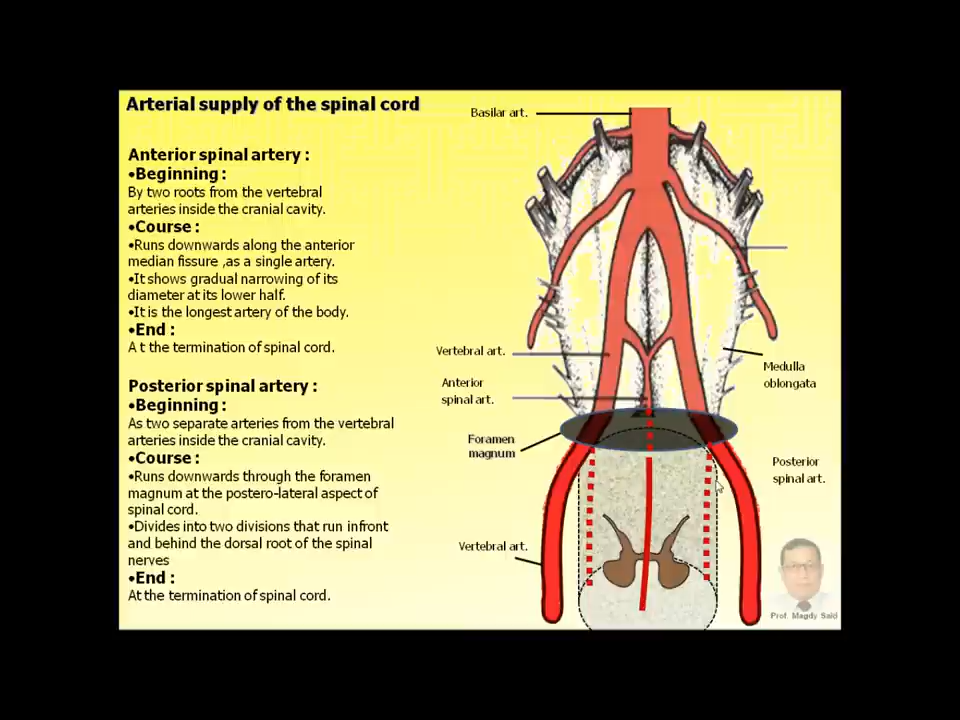 Arterial supply of the spinal cord
Anterior spinal artery :
•Beginning :
By two roots from the vertebral
arteries inside the cranial cavity.
•Course :
•Runs downwards along the anterior
median fissure ,as a single artery.
•It shows gradual narrowing of its
diameter at its lower half.
•It is the longest artery of the body.
•End :
A t the termination of spinal cord.
Posterior spinal artery :
•Beginning :
As two separate arteries from the vertebral
arteries inside the cranial cavity.
•Course :
•Runs downwards through the foramen
magnum at the postero-lateral aspect of
spinal cord.
•Divides into two divisions that run infront
and behind the dorsal root of the spinal
nerves
•End :
At the termination of spinal cord.
Basilar art.
Vertebral art.
Anterior
spinal art.
Foramen
magnum
Vertebral art.
Medulla
oblongata
Posterior
spinal art.
Prof. Magdy Said